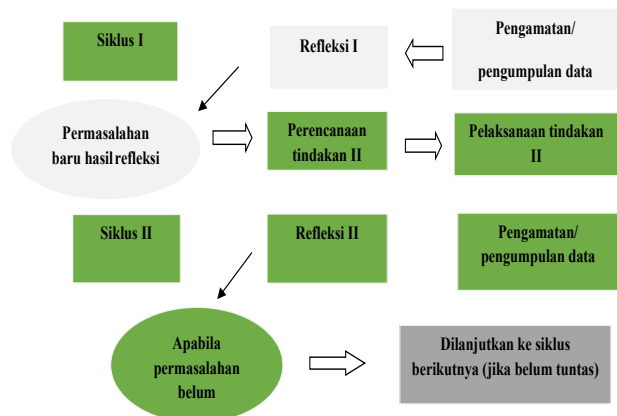 Siklus I
Refleksi I
Pengamatan/
pengumpulan data
Permasalahan
baru hasil refleksi
Perencanaan
tindakan II
Pelaksanaan tindakan
II
Siklus II
Refleksi II
Pengamatan/
pengumpulan data
Apabila
permasalahan
belum
Dilanjutkan ke siklus
berikutnya (jika belum tuntas)